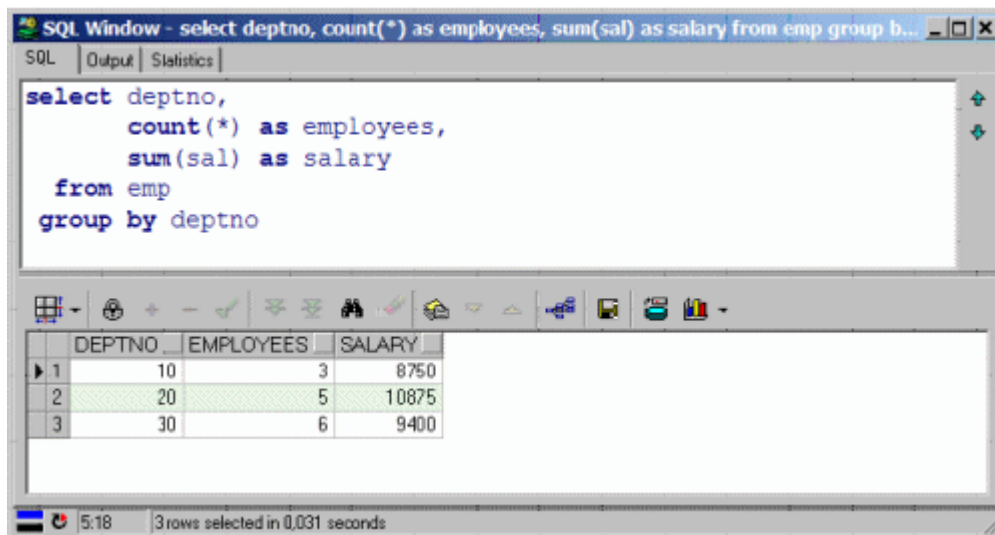 SQL Window - select deptno, count(*) as employees, sum(sal) as salary from emp group b...
SQL Output Statistics
select deptno,
count(*) as employees,
sum(sal) as salary
from emp
group by deptno
DEPTNO EMPLOYEES SALARY
1 10 3 8750
2 20 5 10875
3 30 6 9400
5:18 3 rows selected in 0,031 seconds